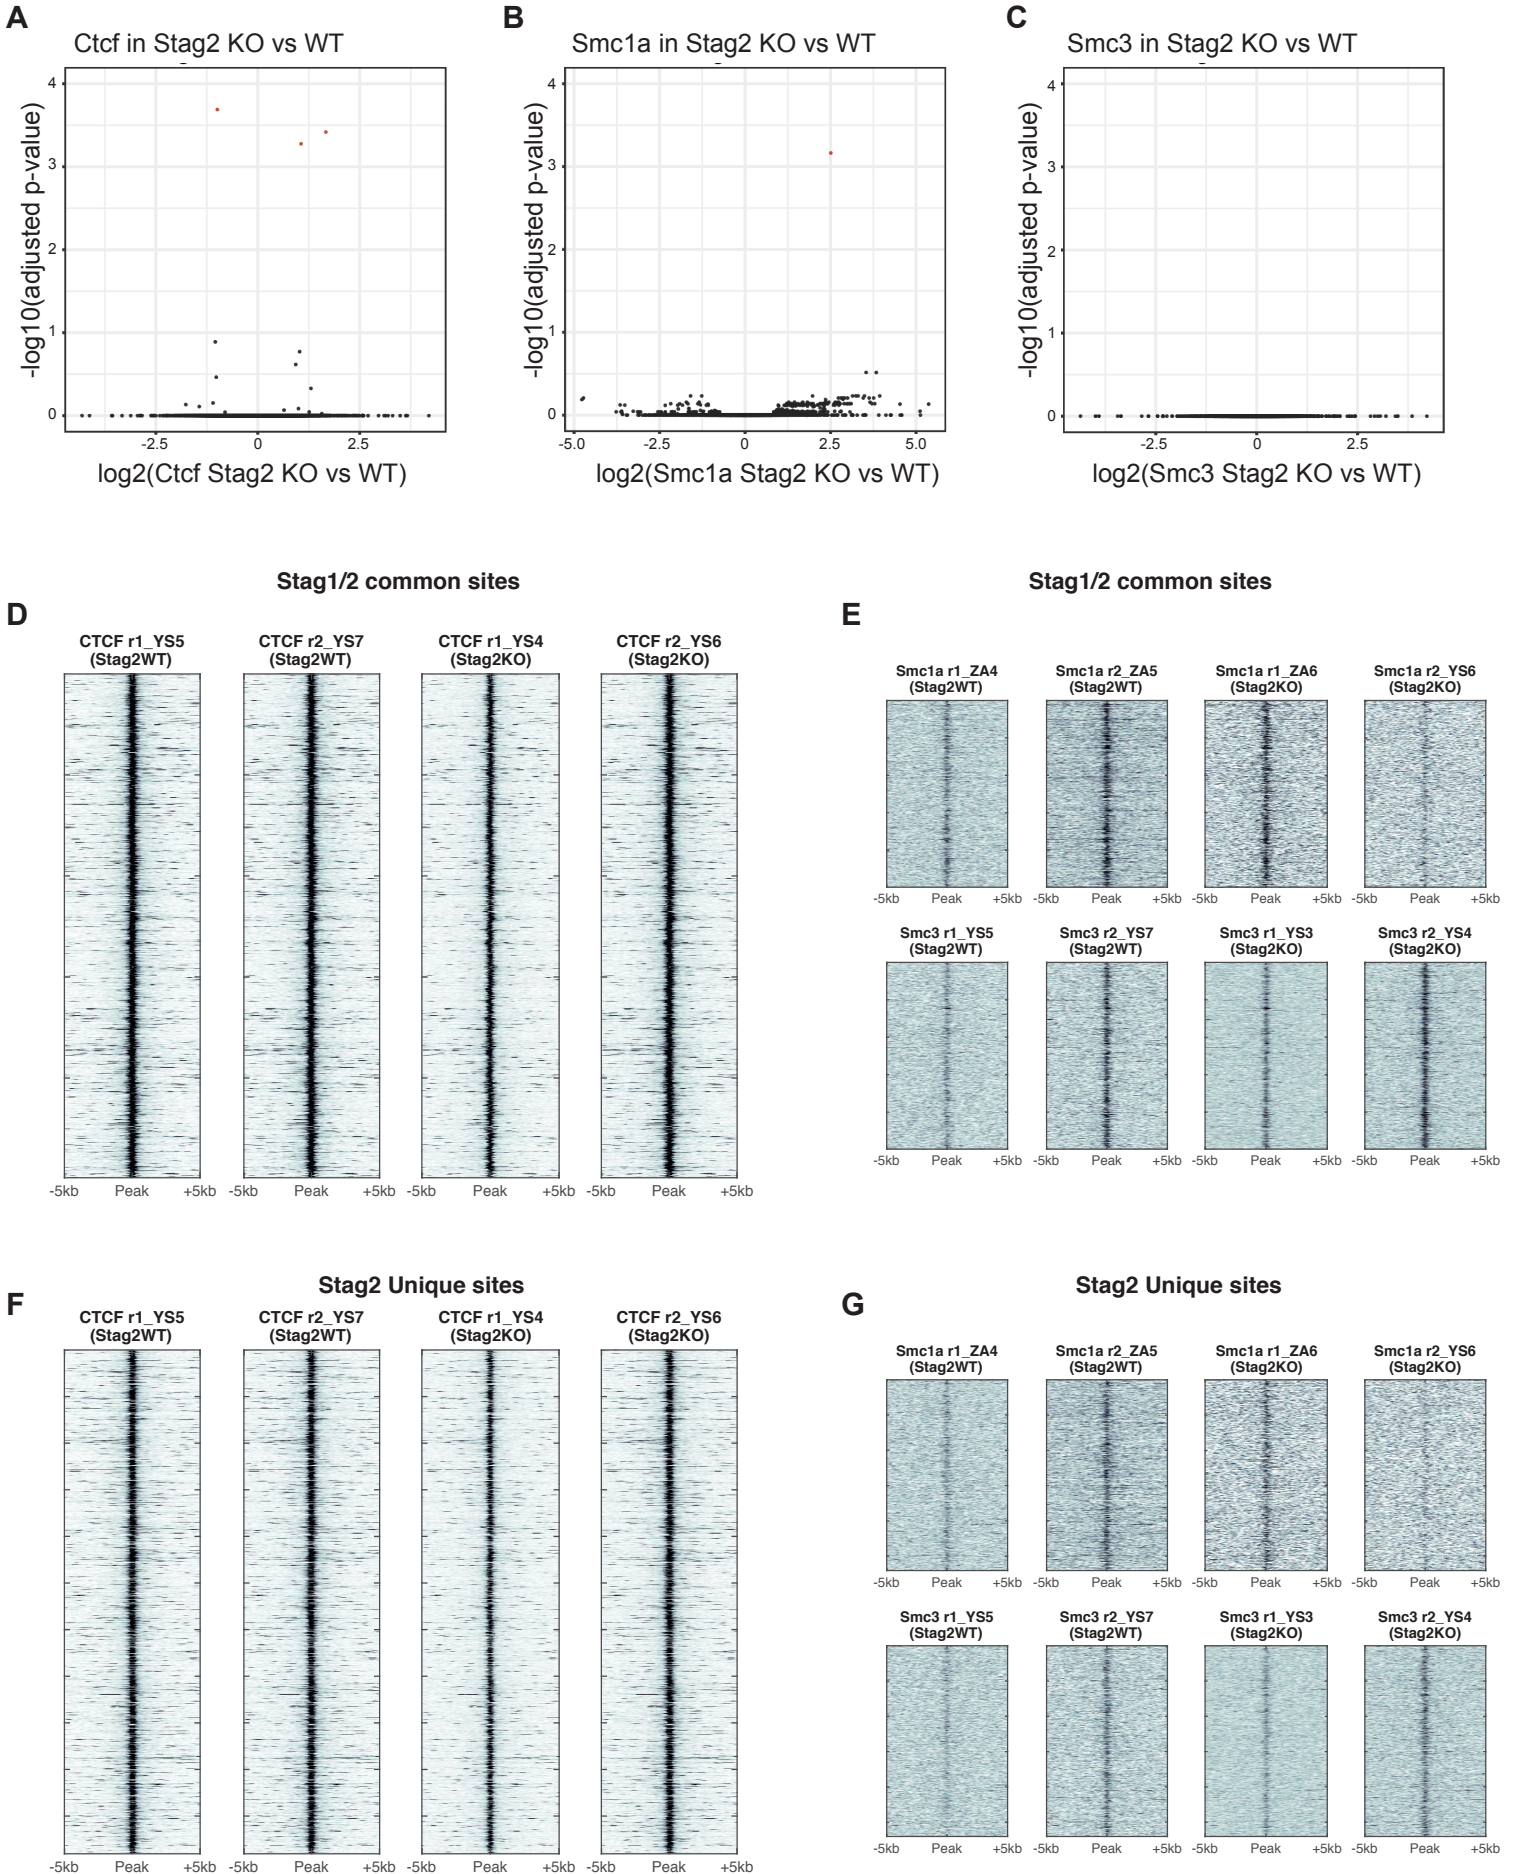 A
B
C
Ctcf in Stag2 KO vs WT
Smc1a in Stag2 KO vs WT
Smc3 in Stag2 KO vs WT
-log10(adjusted p-value)
4
3
2
1
0
-2.5 0 2.5
log2(Ctcf Stag2 KO vs WT)
-log10(adjusted p-value)
4
3
2
1
0
-5.0 -2.5 0 2.5 5.0
log2(Smc1a Stag2 KO vs WT)
-log10(adjusted p-value)
4
3
2
1
0
-2.5 0 2.5
log2(Smc3 Stag2 KO vs WT)
Stag1/2 common sites
D
CTCF r1_YS5 CTCF r2_YS7 CTCF r1_YS4 CTCF r2_YS6
(Stag2WT) (Stag2WT) (Stag2KO) (Stag2KO)
-5kb Peak +5kb -5kb Peak +5kb -5kb Peak +5kb -5kb Peak +5kb
Stag1/2 common sites
E
Smc1a r1_ZA4 Smc1a r2_ZA5 Smc1a r1_ZA6 Smc1a r2_YS6
(Stag2WT) (Stag2WT) (Stag2KO) (Stag2KO)
-5kb Peak +5kb -5kb Peak +5kb -5kb Peak +5kb -5kb Peak +5kb
Smc3 r1_YS5 Smc3 r2_YS7 Smc3 r1_YS3 Smc3 r2_YS4
(Stag2WT) (Stag2WT) (Stag2KO) (Stag2KO)
-5kb Peak +5kb -5kb Peak +5kb -5kb Peak +5kb -5kb Peak +5kb
Stag2 Unique sites
F
CTCF r1_YS5 CTCF r2_YS7 CTCF r1_YS4 CTCF r2_YS6
(Stag2WT) (Stag2WT) (Stag2KO) (Stag2KO)
-5kb Peak +5kb -5kb Peak +5kb -5kb Peak +5kb -5kb Peak +5kb
Stag2 Unique sites
G
Smc1a r1_ZA4 Smc1a r2_ZA5 Smc1a r1_ZA6 Smc1a r2_YS6
(Stag2WT) (Stag2WT) (Stag2KO) (Stag2KO)
-5kb Peak +5kb -5kb Peak +5kb -5kb Peak +5kb -5kb Peak +5kb
Smc3 r1_YS5 Smc3 r2_YS7 Smc3 r1_YS3 Smc3 r2_YS4
(Stag2WT) (Stag2WT) (Stag2KO) (Stag2KO)
-5kb Peak +5kb -5kb Peak +5kb -5kb Peak +5kb -5kb Peak +5kb